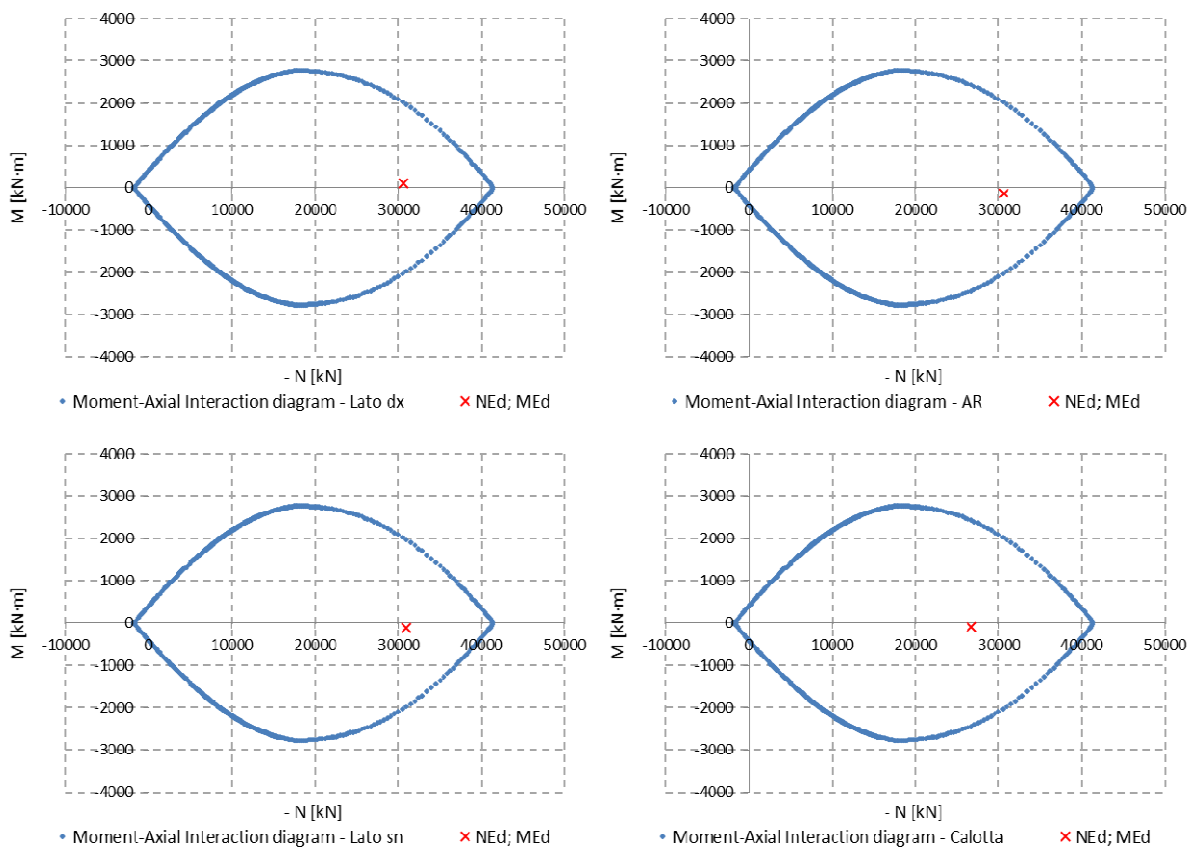 4000
3000
2000
1000
0
-1000
-2000
-3000
-4000
M [kN·m]
-10000 0 10000 20000 30000 40000 50000
- N [kN]
Moment-Axial Interaction diagram - Lato dx NEd; MEd
4000
3000
2000
1000
0
-1000
-2000
-3000
-4000
M [kN·m]
-10000 0 10000 20000 30000 40000 50000
- N [kN]
Moment-Axial Interaction diagram - AR NEd; MEd
4000
3000
2000
1000
0
-1000
-2000
-3000
-4000
M [kN·m]
-10000 0 10000 20000 30000 40000 50000
- N [kN]
Moment-Axial Interaction diagram - Lato sn NEd; MEd
4000
3000
2000
1000
0
-1000
-2000
-3000
-4000
M [kN·m]
-10000 0 10000 20000 30000 40000 50000
- N [kN]
Moment-Axial Interaction diagram - Calotta NEd; MEd